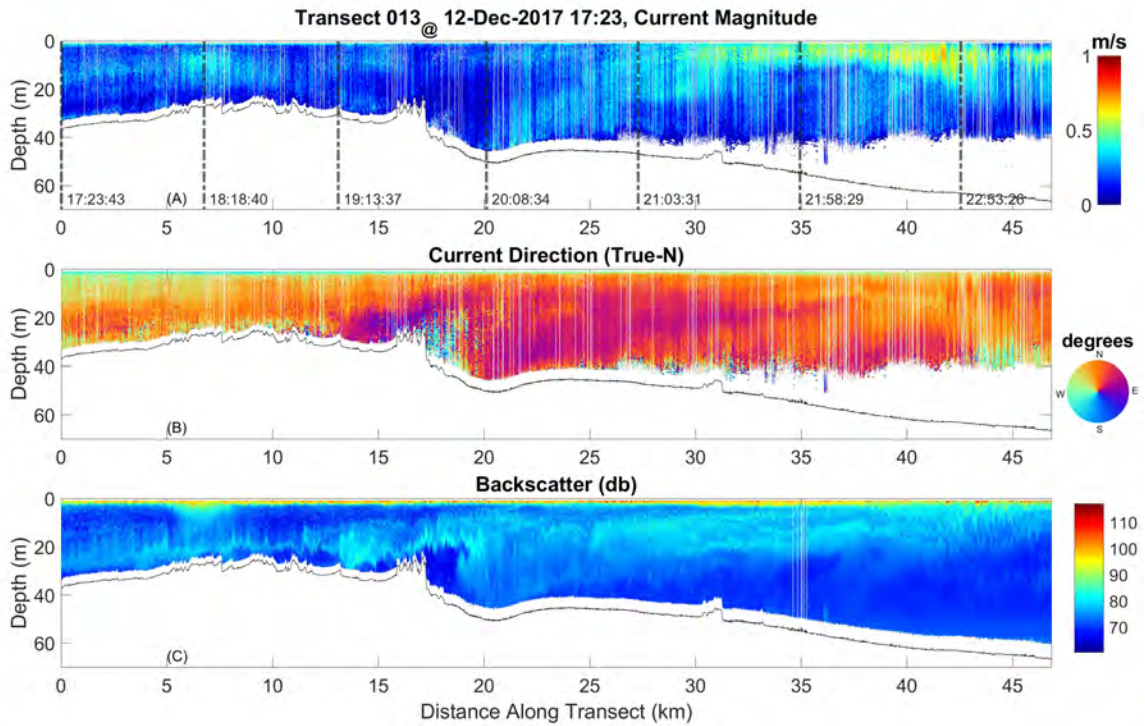 Transect 013@ 12-Dec-2017 17:23, Current Magnitude
m/s
0
20
40
60
Depth (m)
1
0.5
0
17:23:43
(A)
18:18:40
19:13:37
20:08:34
21:03:31
21:58:29
22:53:26
0 5 10 15 20 25 30 35 40 45
Current Direction (True-N)
0
20
40
60
Depth (m)
(B)
degrees
N
W
E
S
0 5 10 15 20 25 30 35 40 45
Backscatter (db)
0
20
40
60
Depth (m)
(C)
110
100
90
80
70
0 5 10 15 20 25 30 35 40 45
Distance Along Transect (km)